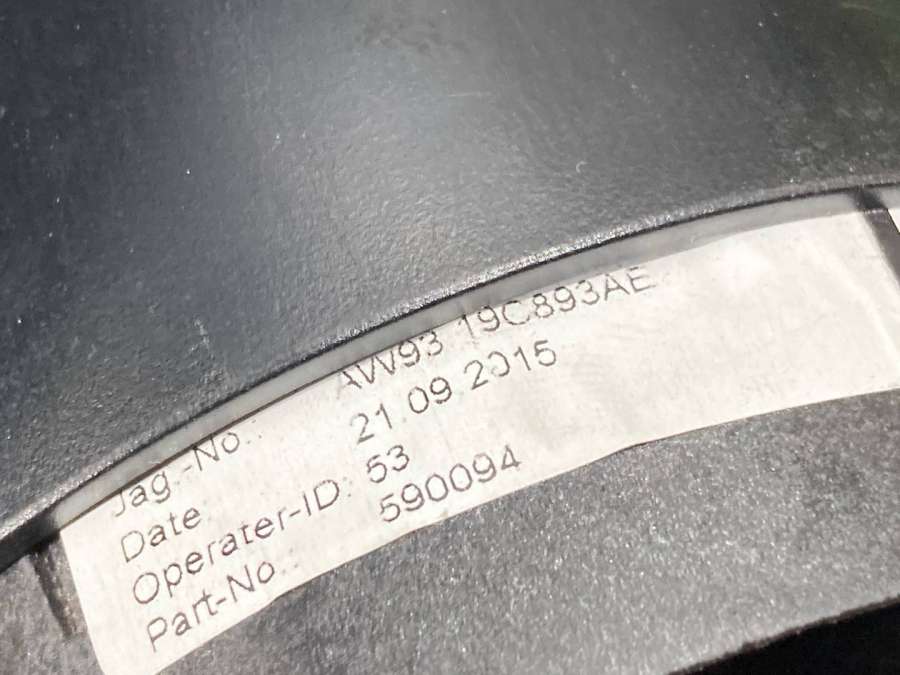 Jag.-No.: AW93 19C893AE
Date 21.09.2015
Operater-ID: 53
Part-No.: 590094